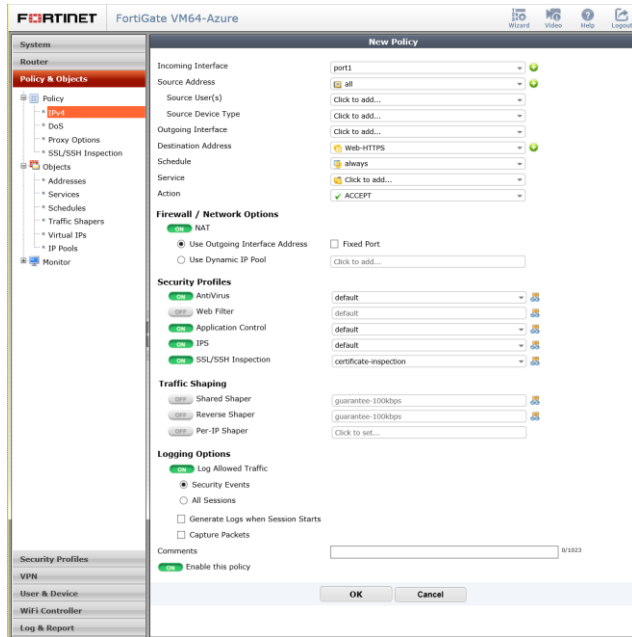 FORTINET FortiGate VM64-Azure
Wizard Video Help Logout
System
Router
Policy & Objects
Policy
IPv4
DoS
Proxy Options
SSL/SSH Inspection
Objects
Addresses
Services
Schedules
Traffic Shapers
Virtual IPs
IP Pools
Monitor
Security Profiles
VPN
User & Device
WiFi Controller
Log & Report
New Policy
Incoming Interface port1
Source Address all
Source User(s) Click to add...
Source Device Type Click to add...
Outgoing Interface Click to add...
Destination Address Web-HTTPS
Schedule always
Service Click to add...
Action ACCEPT
Firewall / Network Options
ON NAT
Use Outgoing Interface Address Fixed Port
Use Dynamic IP Pool Click to add...
Security Profiles
ON AntiVirus default
OFF Web Filter default
ON Application Control default
ON IPS default
ON SSL/SSH Inspection certificate-inspection
Traffic Shaping
OFF Shared Shaper guarantee-100kbps
OFF Reverse Shaper guarantee-100kbps
OFF Per-IP Shaper Click to set...
Logging Options
ON Log Allowed Traffic
Security Events
All Sessions
Generate Logs when Session Starts
Capture Packets
Comments 0/1023
ON Enable this policy
OK Cancel